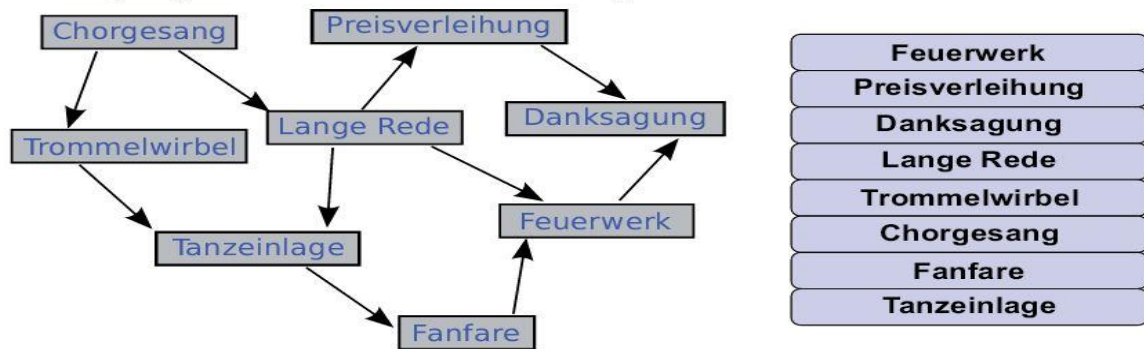 Chorgesang
Preisverleihung
Trommelwirbel
Lange Rede
Danksagung
Tanzeinlage
Feuerwerk
Fanfare
Feuerwerk
Preisverleihung
Danksagung
Lange Rede
Trommelwirbel
Chorgesang
Fanfare
Tanzeinlage